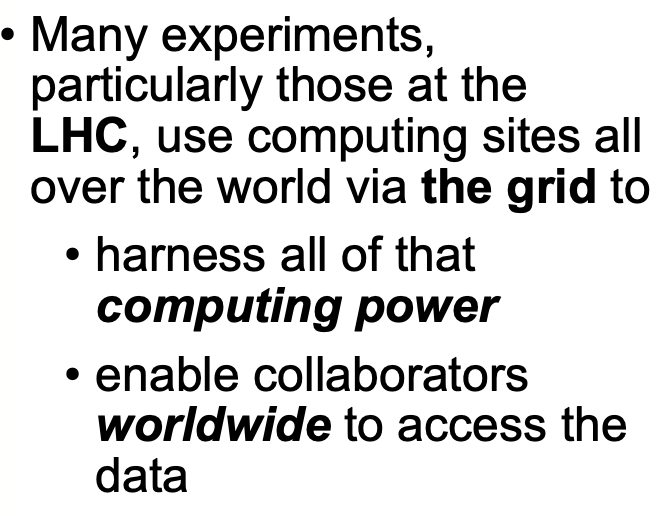 • Many experiments,
particularly those at the
LHC, use computing sites all
over the world via the grid to
• harness all of that
computing power
• enable collaborators
worldwide to access the
data